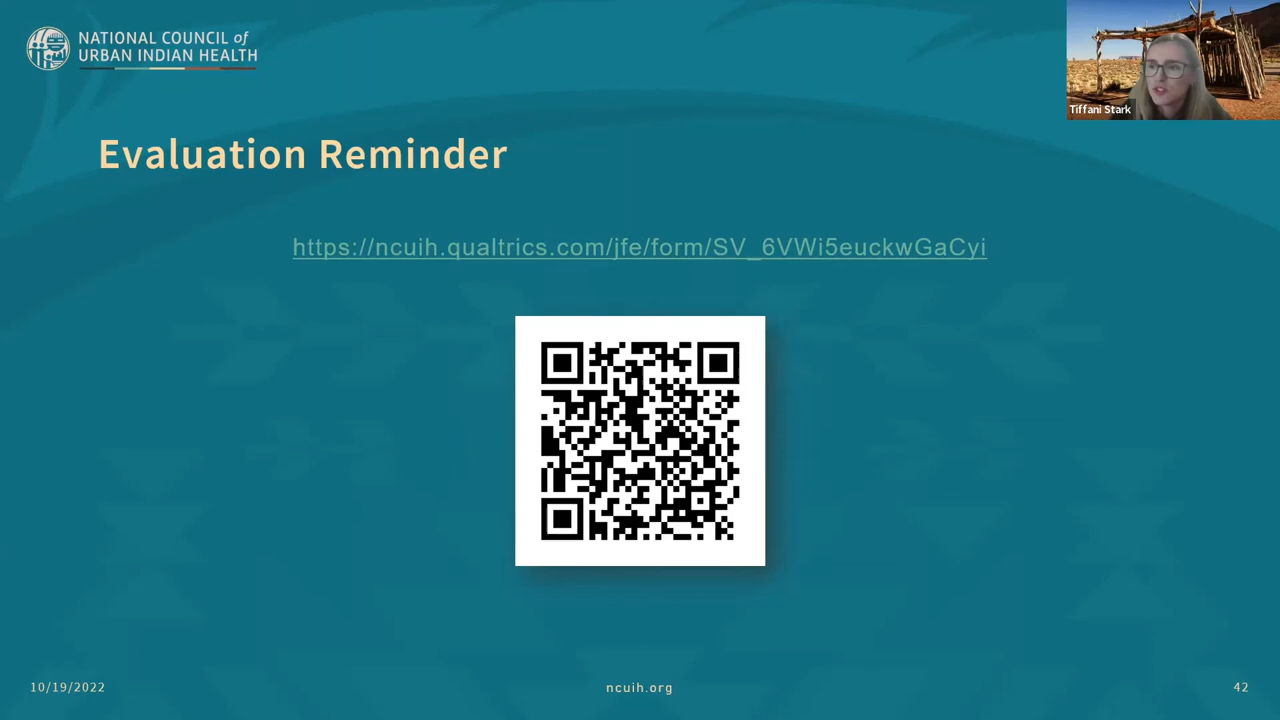 NATIONAL COUNCIL of
URBAN INDIAN HEALTH
Tiffani Stark
Evaluation Reminder
https://ncuih.qualtrics.com/jfe/form/SV_6VWi5euckwGaCyi
10/19/2022
ncuih.org
42